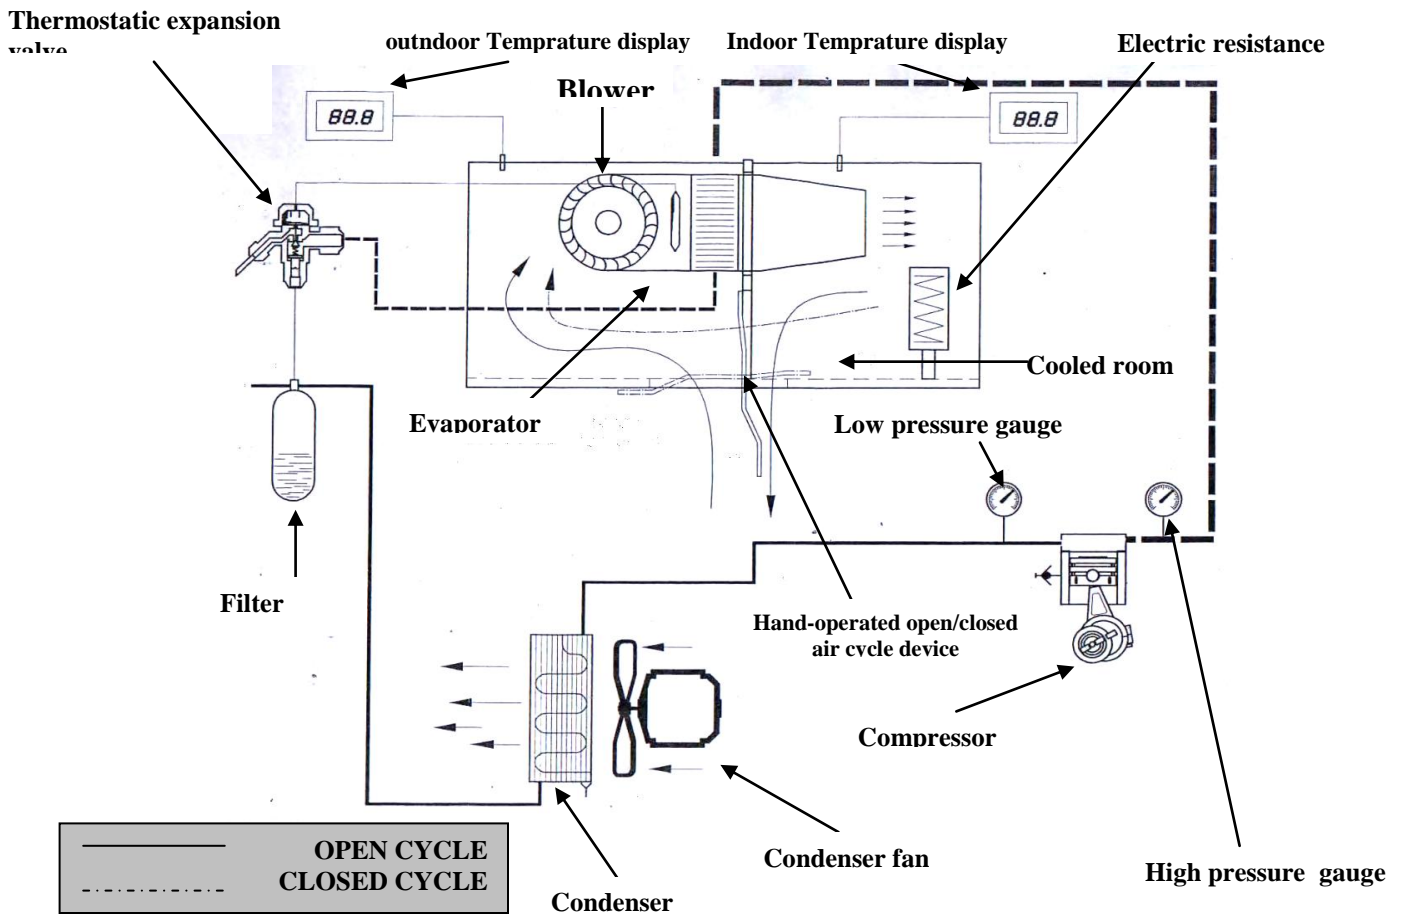 Thermostatic expansion
valve
outndoor Temprature display
Indoor Temprature display
Electric resistance
Blower
88.8
88.8
Cooled room
Evaporator
Low pressure gauge
Filter
Hand-operated open/closed
air cycle device
Compressor
Condenser fan
High pressure gauge
OPEN CYCLE
CLOSED CYCLE
Condenser